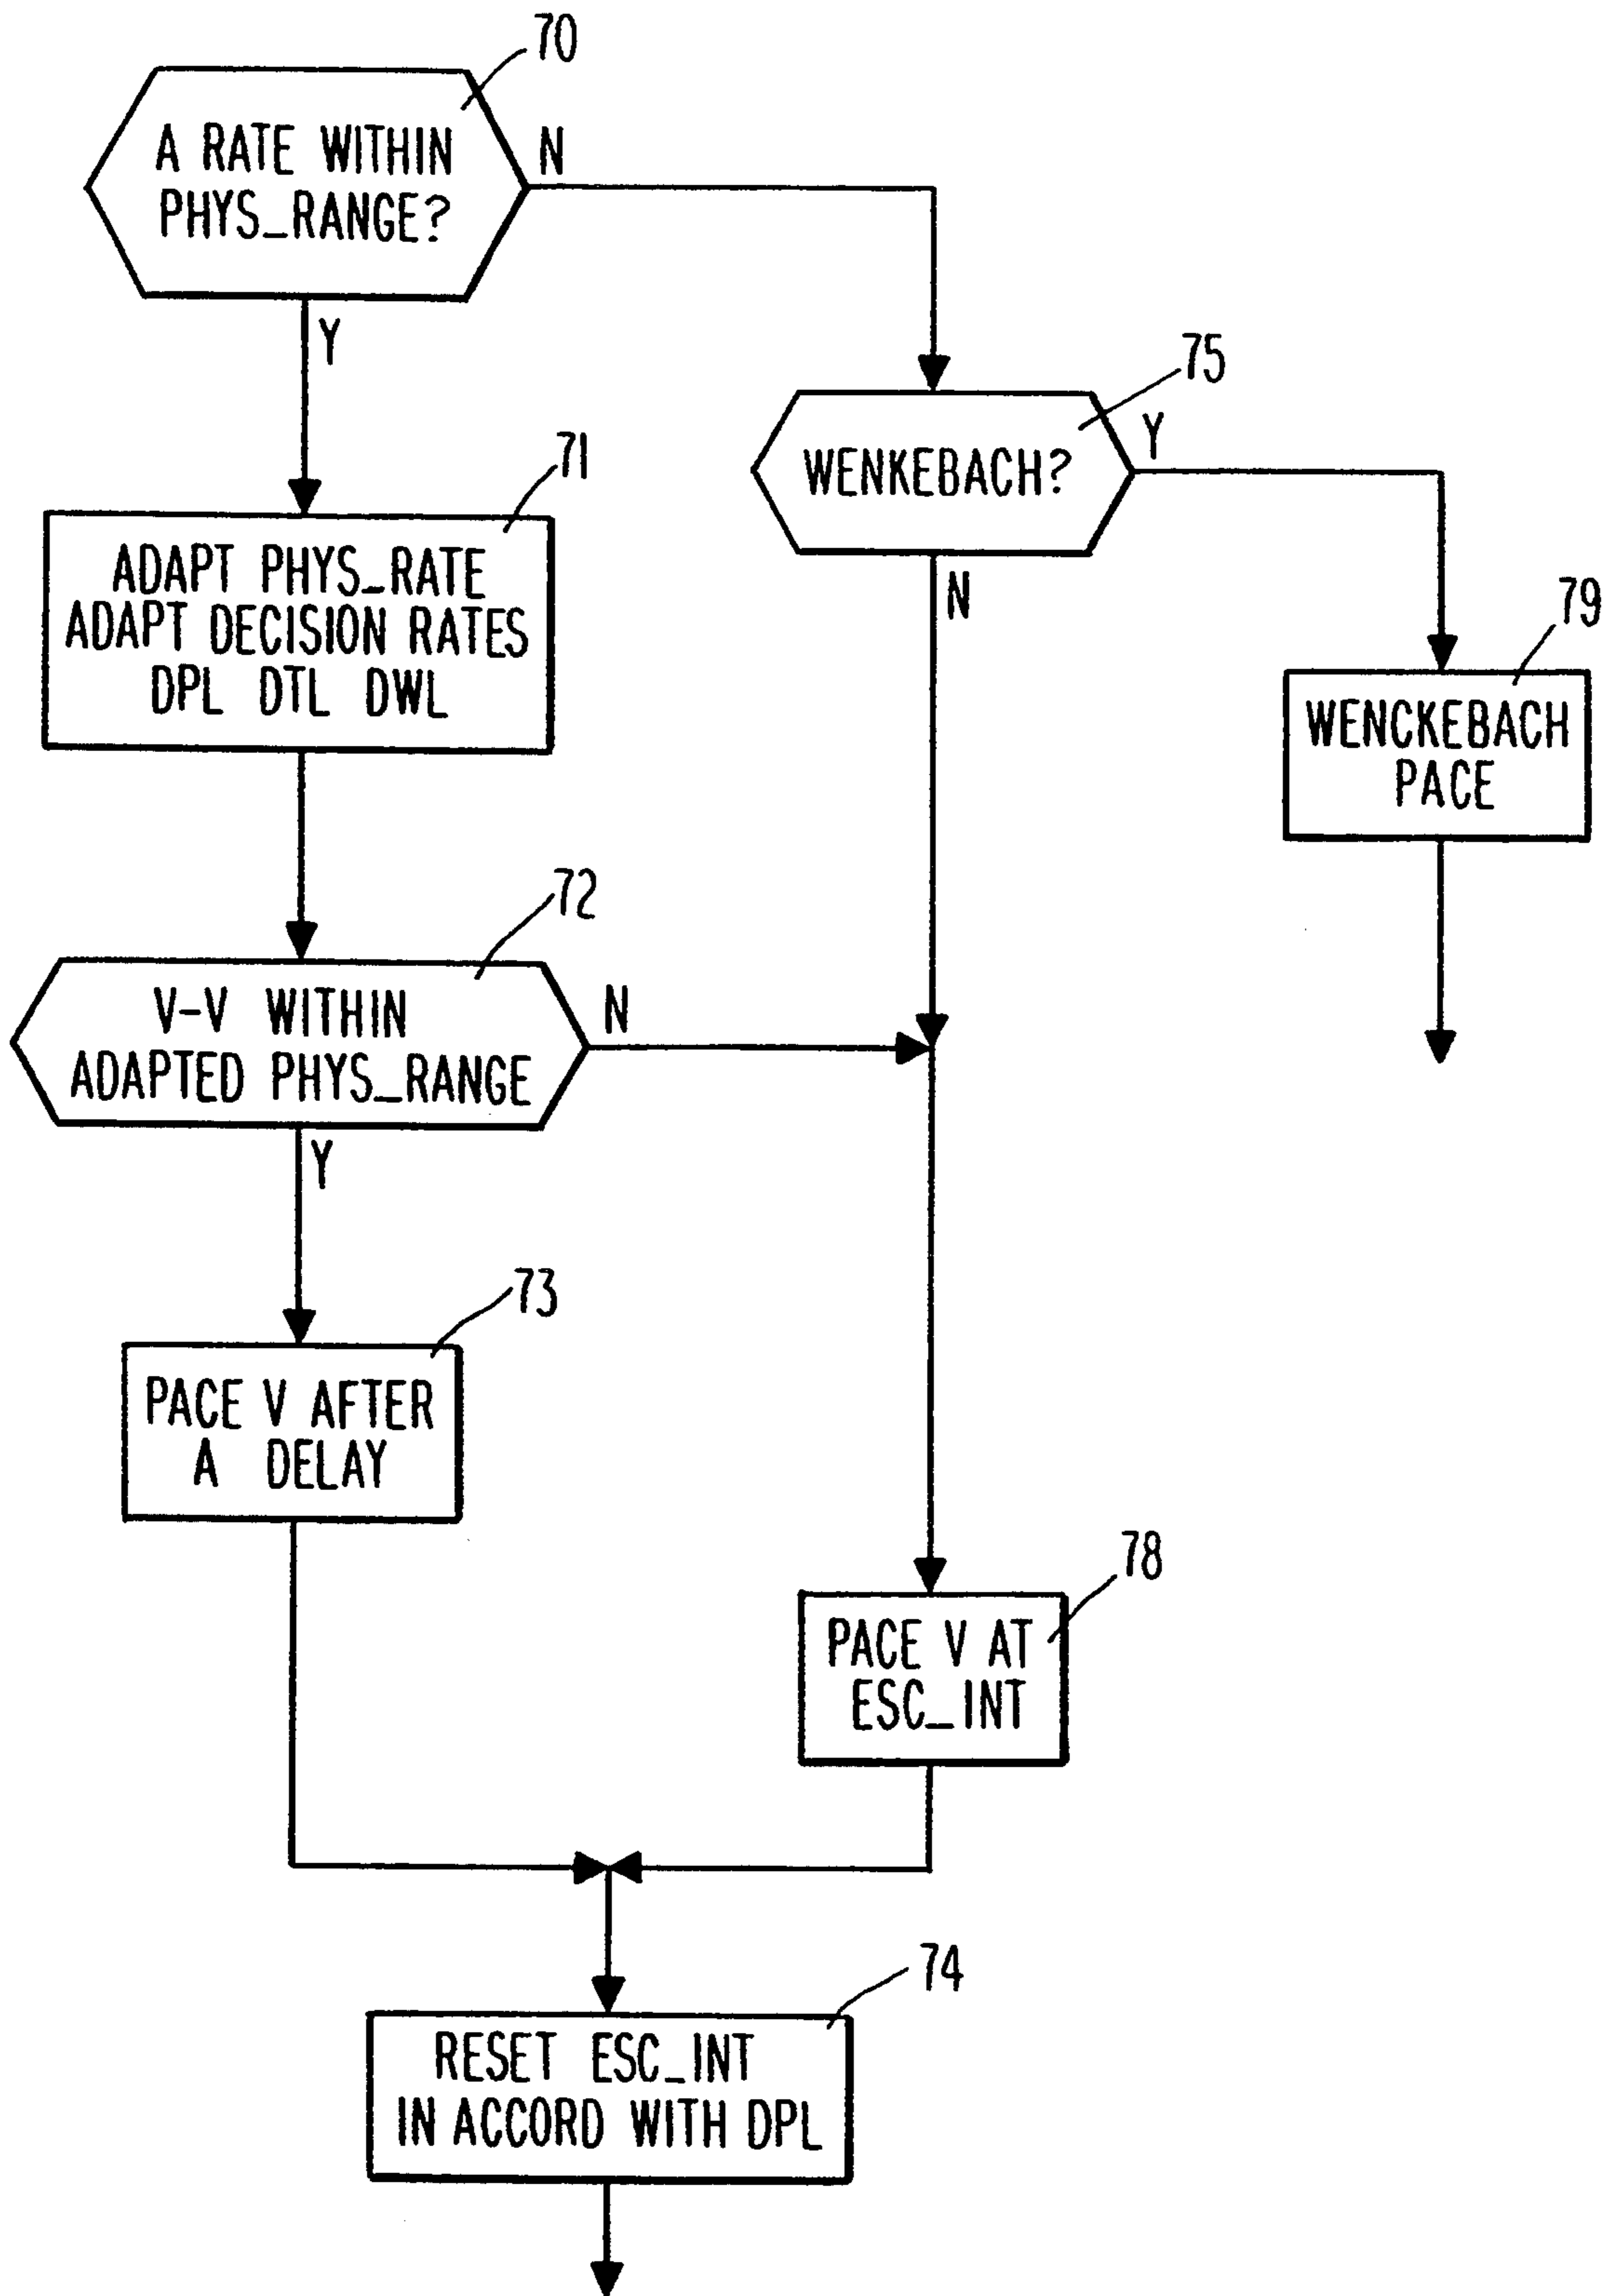 70
A RATE WITHIN
PHYS_RANGE?
N
Y
75
WENKEBACH?
Y
N
71
ADAPT PHYS_RATE
ADAPT DECISION RATES
DPL DTL DWL
79
WENCKEBACH
PACE
72
V-V WITHIN
ADAPTED PHYS_RANGE
N
Y
73
PACE V AFTER
A DELAY
78
PACE V AT
ESC_INT
74
RESET ESC_INT
IN ACCORD WITH DPL